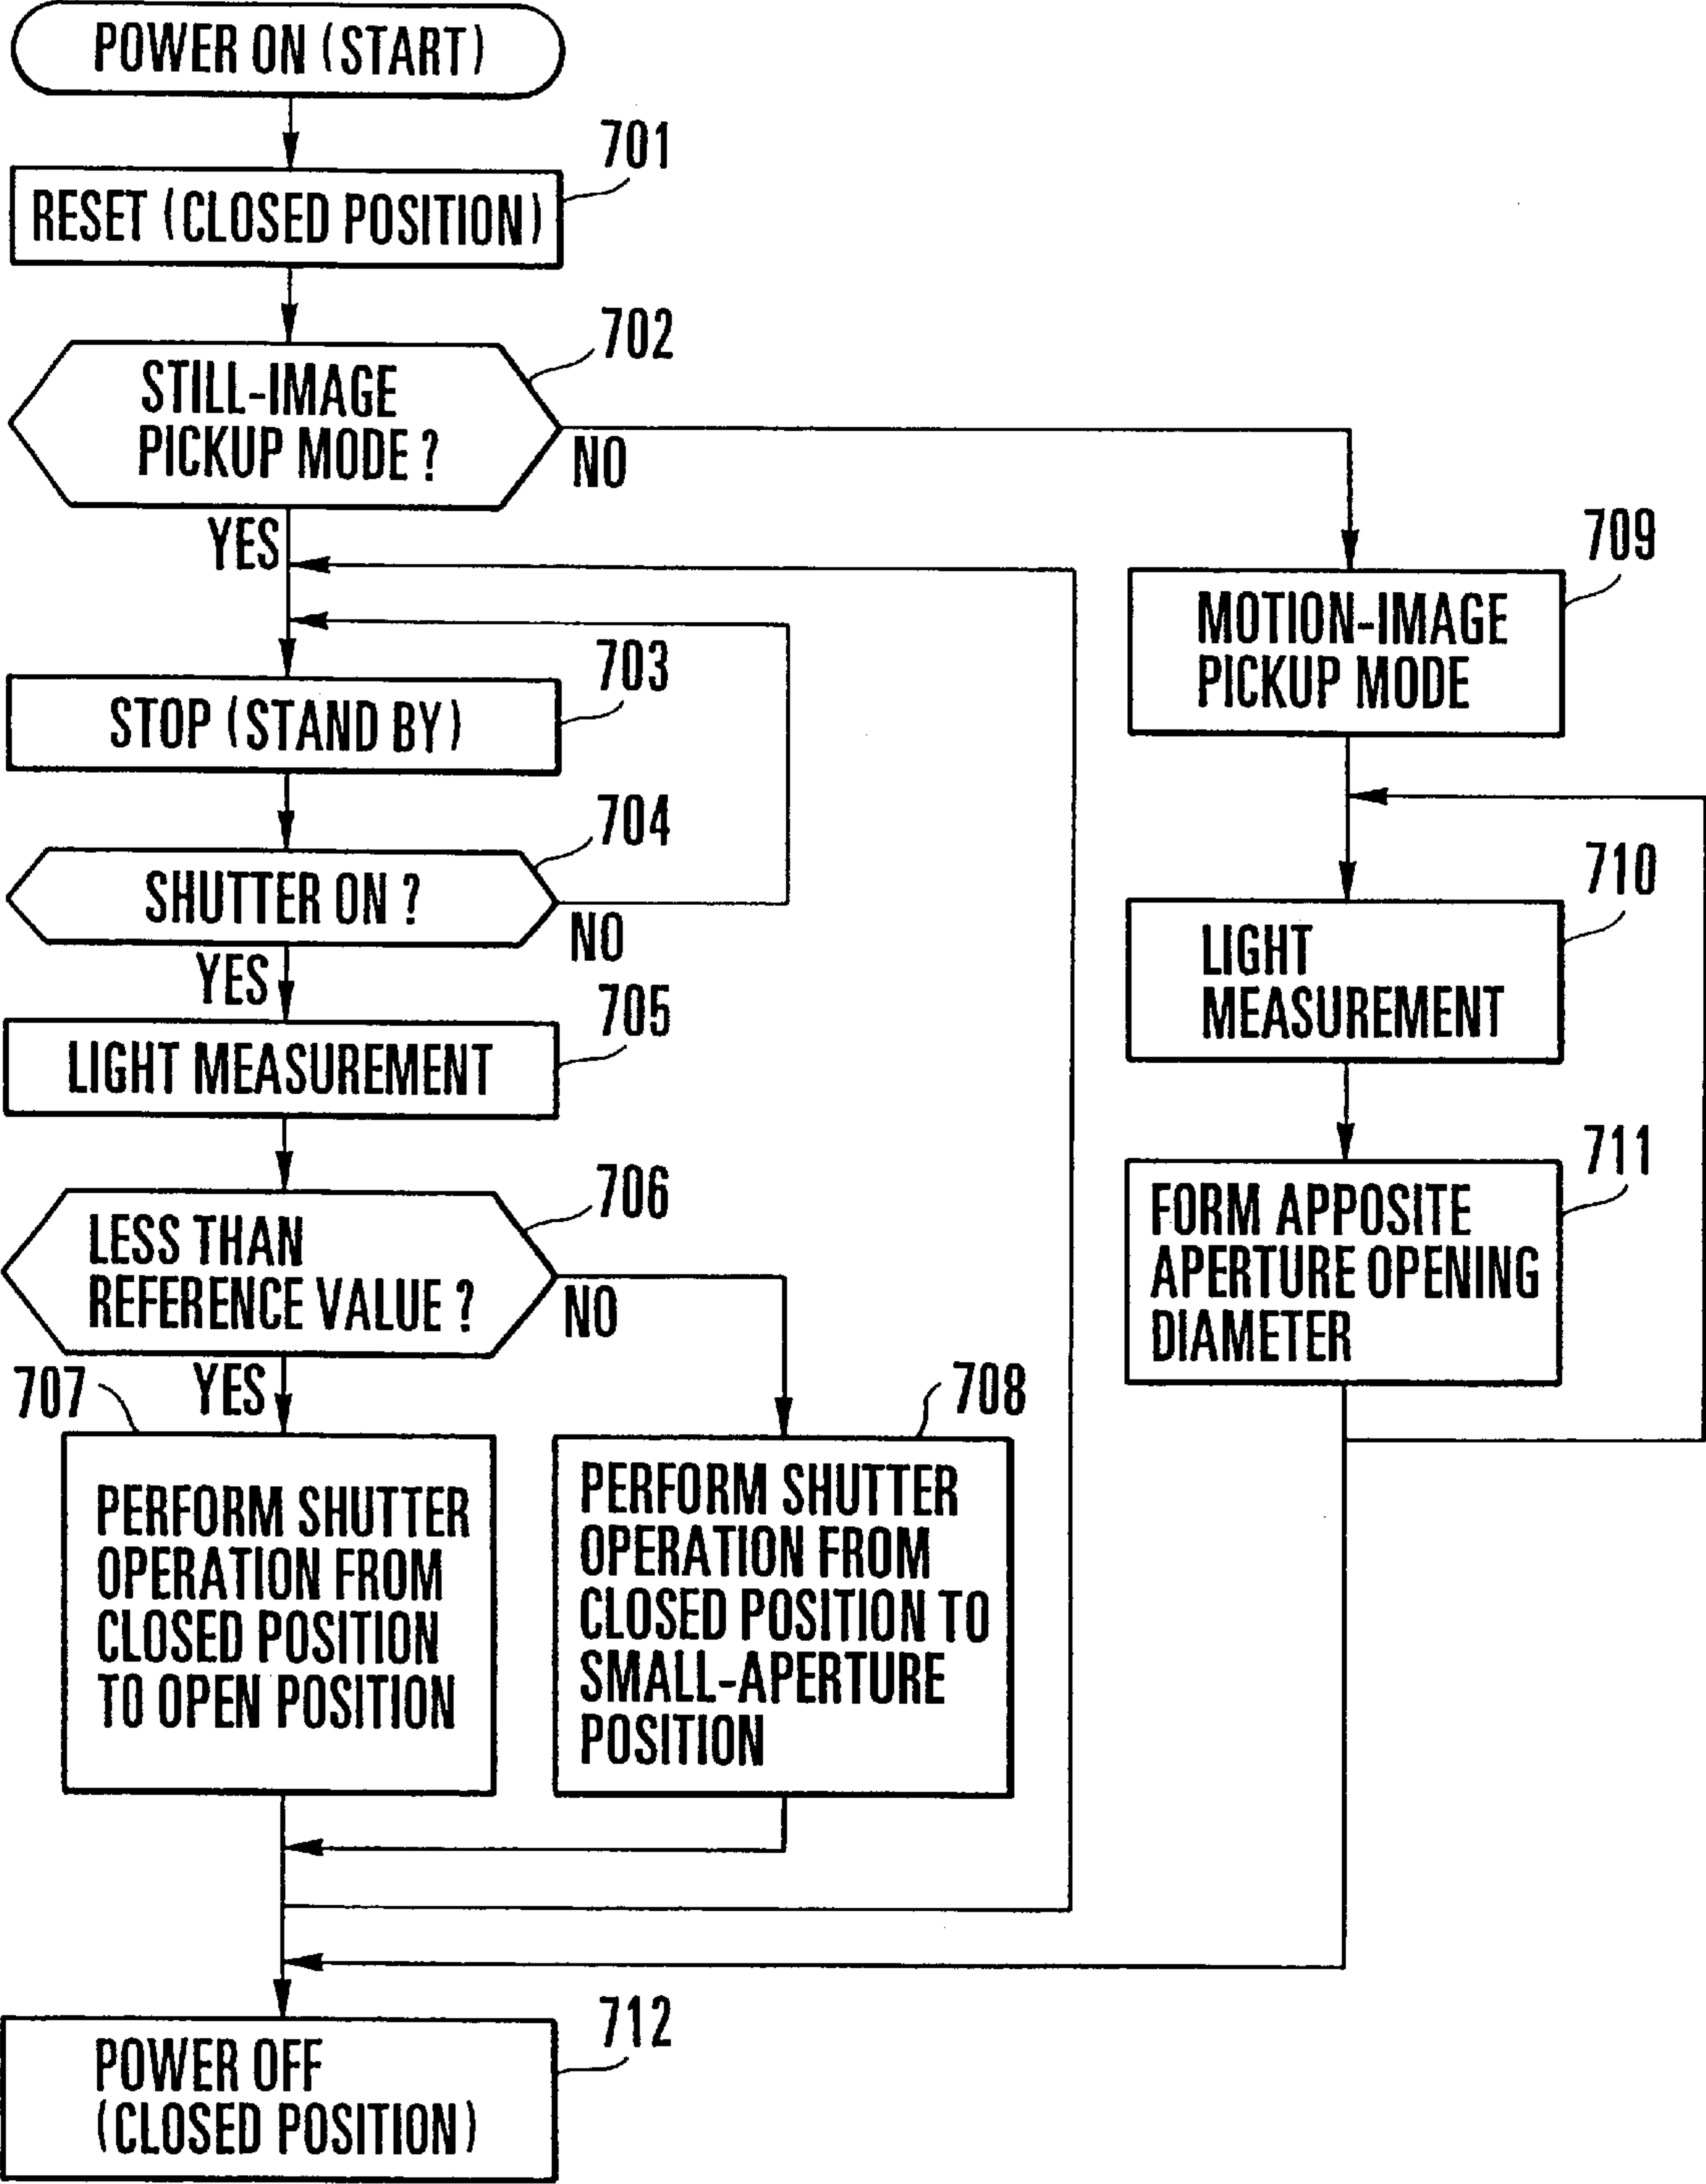 POWER ON (START)
701
RESET (CLOSED POSITION)
702
STILL-IMAGE
PICKUP MODE ?
NO
YES
703
STOP (STAND BY)
704
SHUTTER ON ?
NO
YES
705
LIGHT MEASUREMENT
706
LESS THAN
REFERENCE VALUE ?
NO
YES
707
PERFORM SHUTTER
OPERATION FROM
CLOSED POSITION
TO OPEN POSITION
708
PERFORM SHUTTER
OPERATION FROM
CLOSED POSITION TO
SMALL-APERTURE
POSITION
709
MOTION-IMAGE
PICKUP MODE
710
LIGHT
MEASUREMENT
711
FORM APPOSITE
APERTURE OPENING
DIAMETER
712
POWER OFF
(CLOSED POSITION)